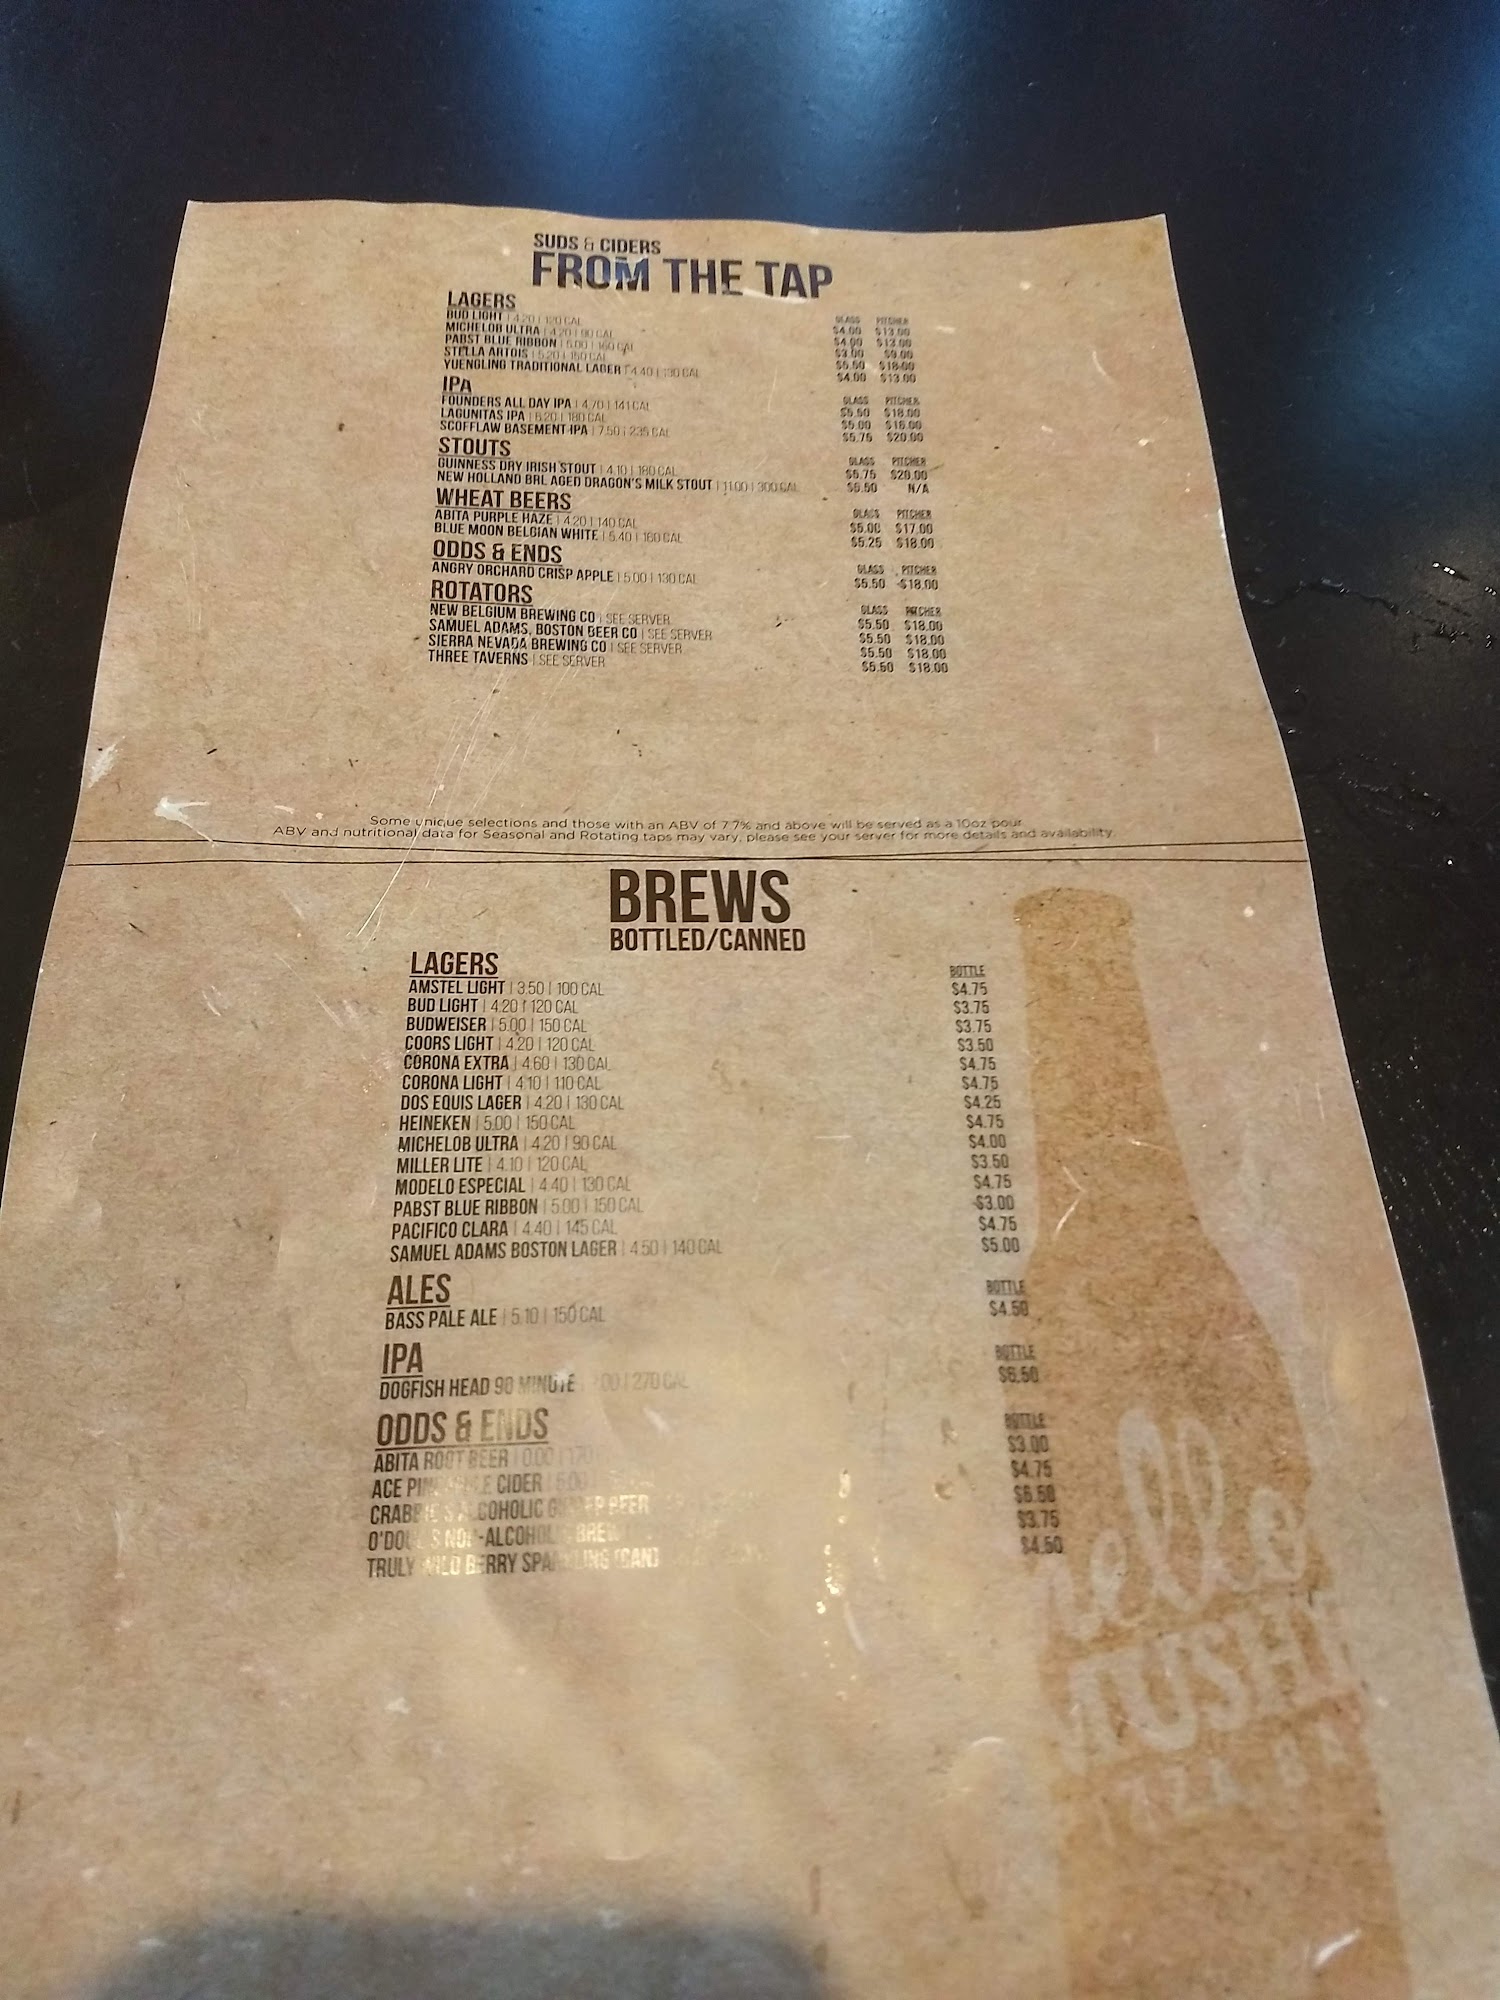 SUDS & CIDERS
FROM THE TAP
LAGERS GLASS PITCHER
BUD LIGHT | 4.20 | 120 CAL $4.00 $13.00
MICHELOB ULTRA | 4.20 | 90 CAL $4.00 $13.00
PABST BLUE RIBBON | 5.00 | 160 CAL $3.00 $9.00
STELLA ARTOIS | 5.20 | 150 CAL $5.50 $18.00
YUENGLING TRADITIONAL LAGER | 4.40 | 130 CAL $4.00 $13.00
IPA GLASS PITCHER
FOUNDERS ALL DAY IPA | 4.70 | 141 CAL $5.50 $18.00
LAGUNITAS IPA | 6.20 | 180 CAL $5.00 $16.00
SCOFFLAW BASEMENT IPA | 7.50 | 235 CAL $5.75 $20.00
STOUTS GLASS PITCHER
GUINNESS DRY IRISH STOUT | 4.10 | 180 CAL $5.75 $20.00
NEW HOLLAND BRL AGED DRAGON'S MILK STOUT | 11.00 | 300 CAL $6.50 N/A
WHEAT BEERS GLASS PITCHER
ABITA PURPLE HAZE | 4.20 | 140 CAL $5.00 $17.00
BLUE MOON BELGIAN WHITE | 5.40 | 160 CAL $5.25 $18.00
ODDS & ENDS GLASS PITCHER
ANGRY ORCHARD CRISP APPLE | 5.00 | 130 CAL $5.50 $18.00
ROTATORS GLASS PITCHER
NEW BELGIUM BREWING CO | SEE SERVER $5.50 $18.00
SAMUEL ADAMS, BOSTON BEER CO | SEE SERVER $5.50 $18.00
SIERRA NEVADA BREWING CO | SEE SERVER $5.50 $18.00
THREE TAVERNS | SEE SERVER $5.50 $18.00
Some unique selections and those with an ABV of 7.7% and above will be served as a 10oz pour.
ABV and nutritional data for Seasonal and Rotating taps may vary, please see your server for more details and availability.
BREWS
BOTTLED/CANNED
LAGERS BOTTLE
AMSTEL LIGHT | 3.50 | 100 CAL $4.75
BUD LIGHT | 4.20 | 120 CAL $3.75
BUDWEISER | 5.00 | 150 CAL $3.75
COORS LIGHT | 4.20 | 120 CAL $3.50
CORONA EXTRA | 4.60 | 130 CAL $4.75
CORONA LIGHT | 4.10 | 110 CAL $4.75
DOS EQUIS LAGER | 4.20 | 130 CAL $4.25
HEINEKEN | 5.00 | 150 CAL $4.75
MICHELOB ULTRA | 4.20 | 90 CAL $4.00
MILLER LITE | 4.10 | 120 CAL $3.50
MODELO ESPECIAL | 4.40 | 130 CAL $4.75
PABST BLUE RIBBON | 5.00 | 150 CAL $3.00
PACIFICO CLARA | 4.40 | 145 CAL $4.75
SAMUEL ADAMS BOSTON LAGER | 4.50 | 140 CAL $5.00
ALES BOTTLE
BASS PALE ALE | 5.10 | 150 CAL $4.50
IPA BOTTLE
DOGFISH HEAD 90 MINUTE | 270 CAL $6.50
ODDS & ENDS BOTTLE
ABITA ROOT BEER | 0.00 | 170 $3.00
ACE CIDER $4.75
BEER $6.50
BREW $3.75
TRULY BERRY (CAN) $4.50